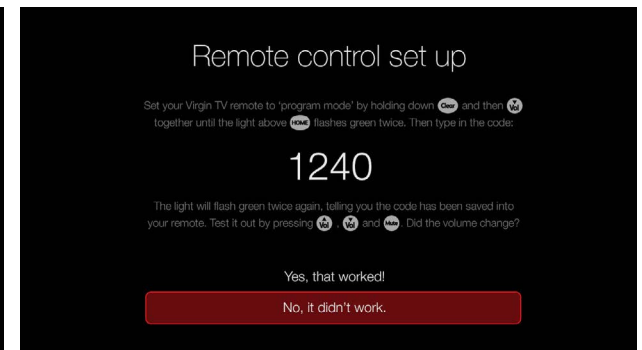 Remote control set up
Set your Virgin TV remote to 'program mode' by holding down Clear and then Vol
together until the light above HOME flashes green twice. Then type in the code:
1240
The light will flash green twice again, telling you the code has been saved into
your remote. Test it out by pressing Vol , Vol and Mute. Did the volume change?
Yes, that worked!
No, it didn't work.